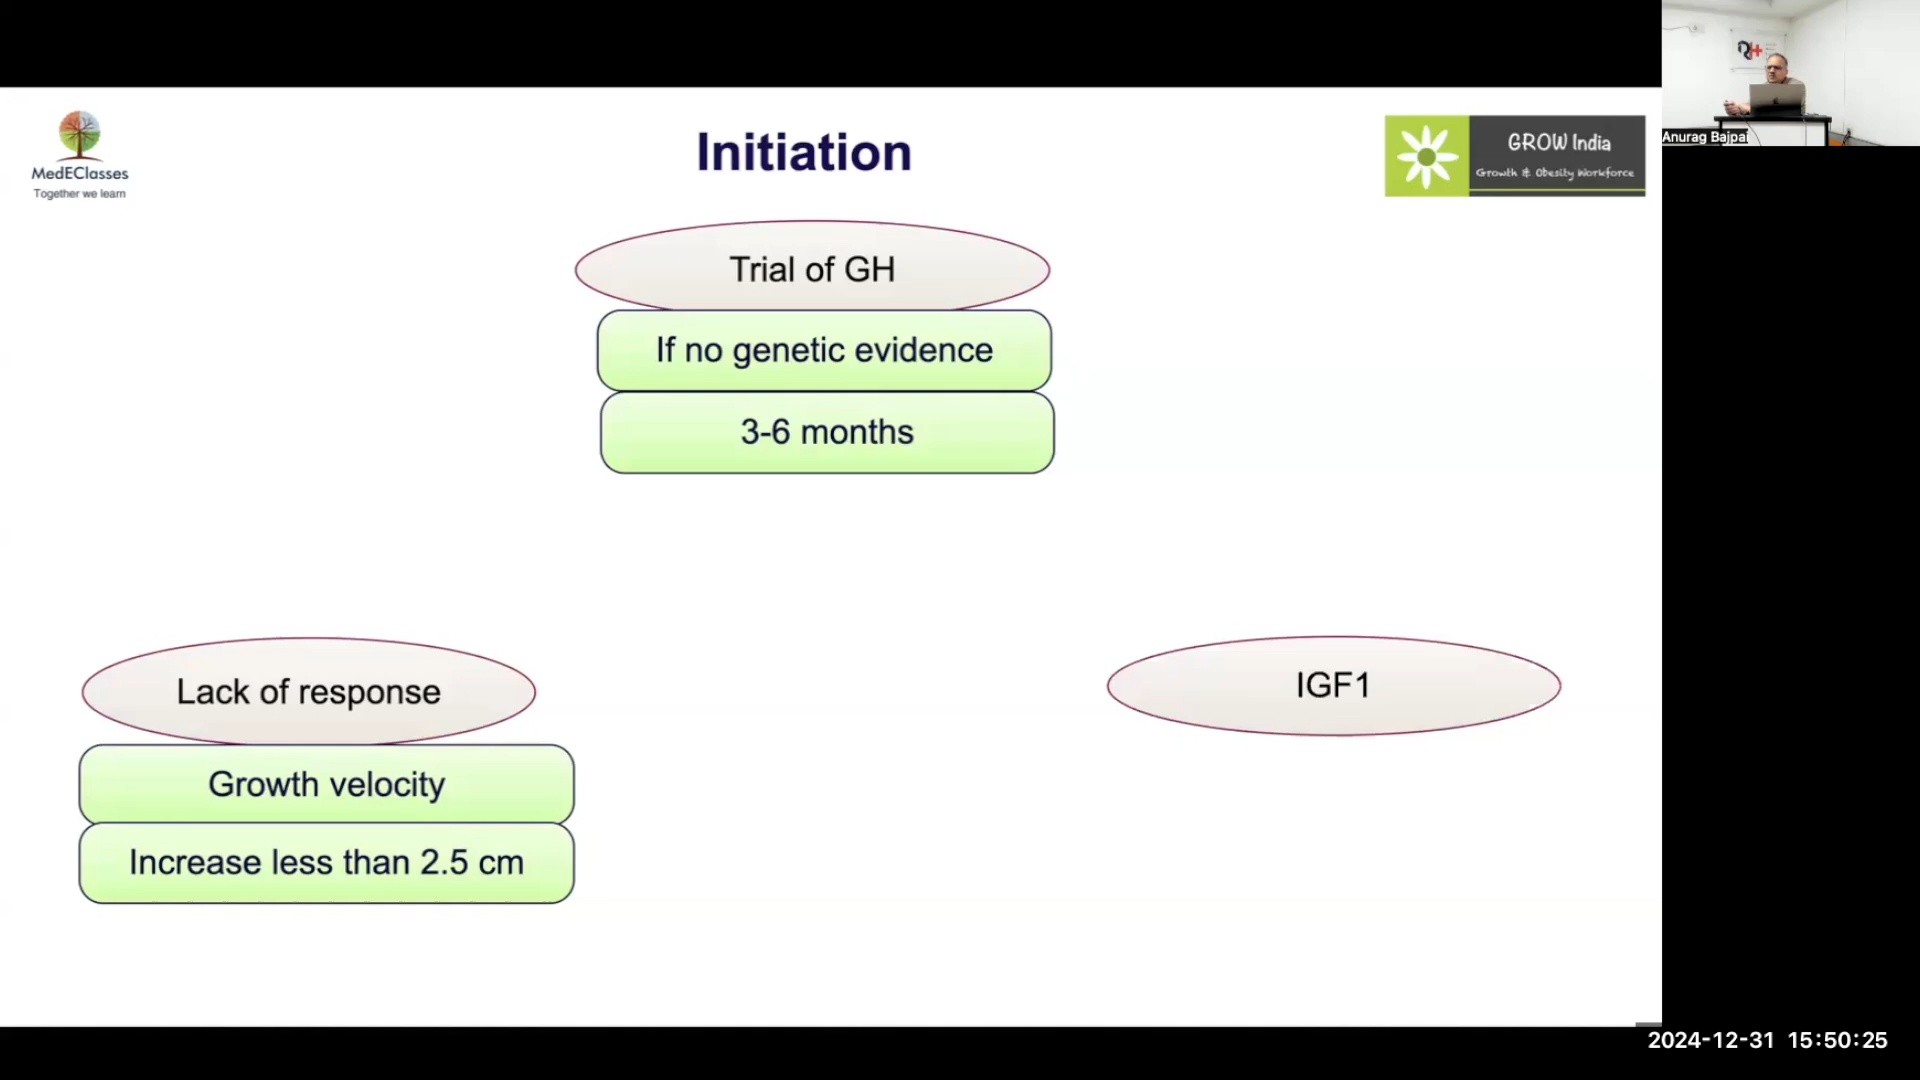 MedEClasses
Together we learn
Initiation
GROW India
Growth & Obesity Workforce
Anurag Bajpai
Trial of GH
If no genetic evidence
3-6 months
Lack of response
Growth velocity
Increase less than 2.5 cm
IGF1
2024-12-31 15:50:25